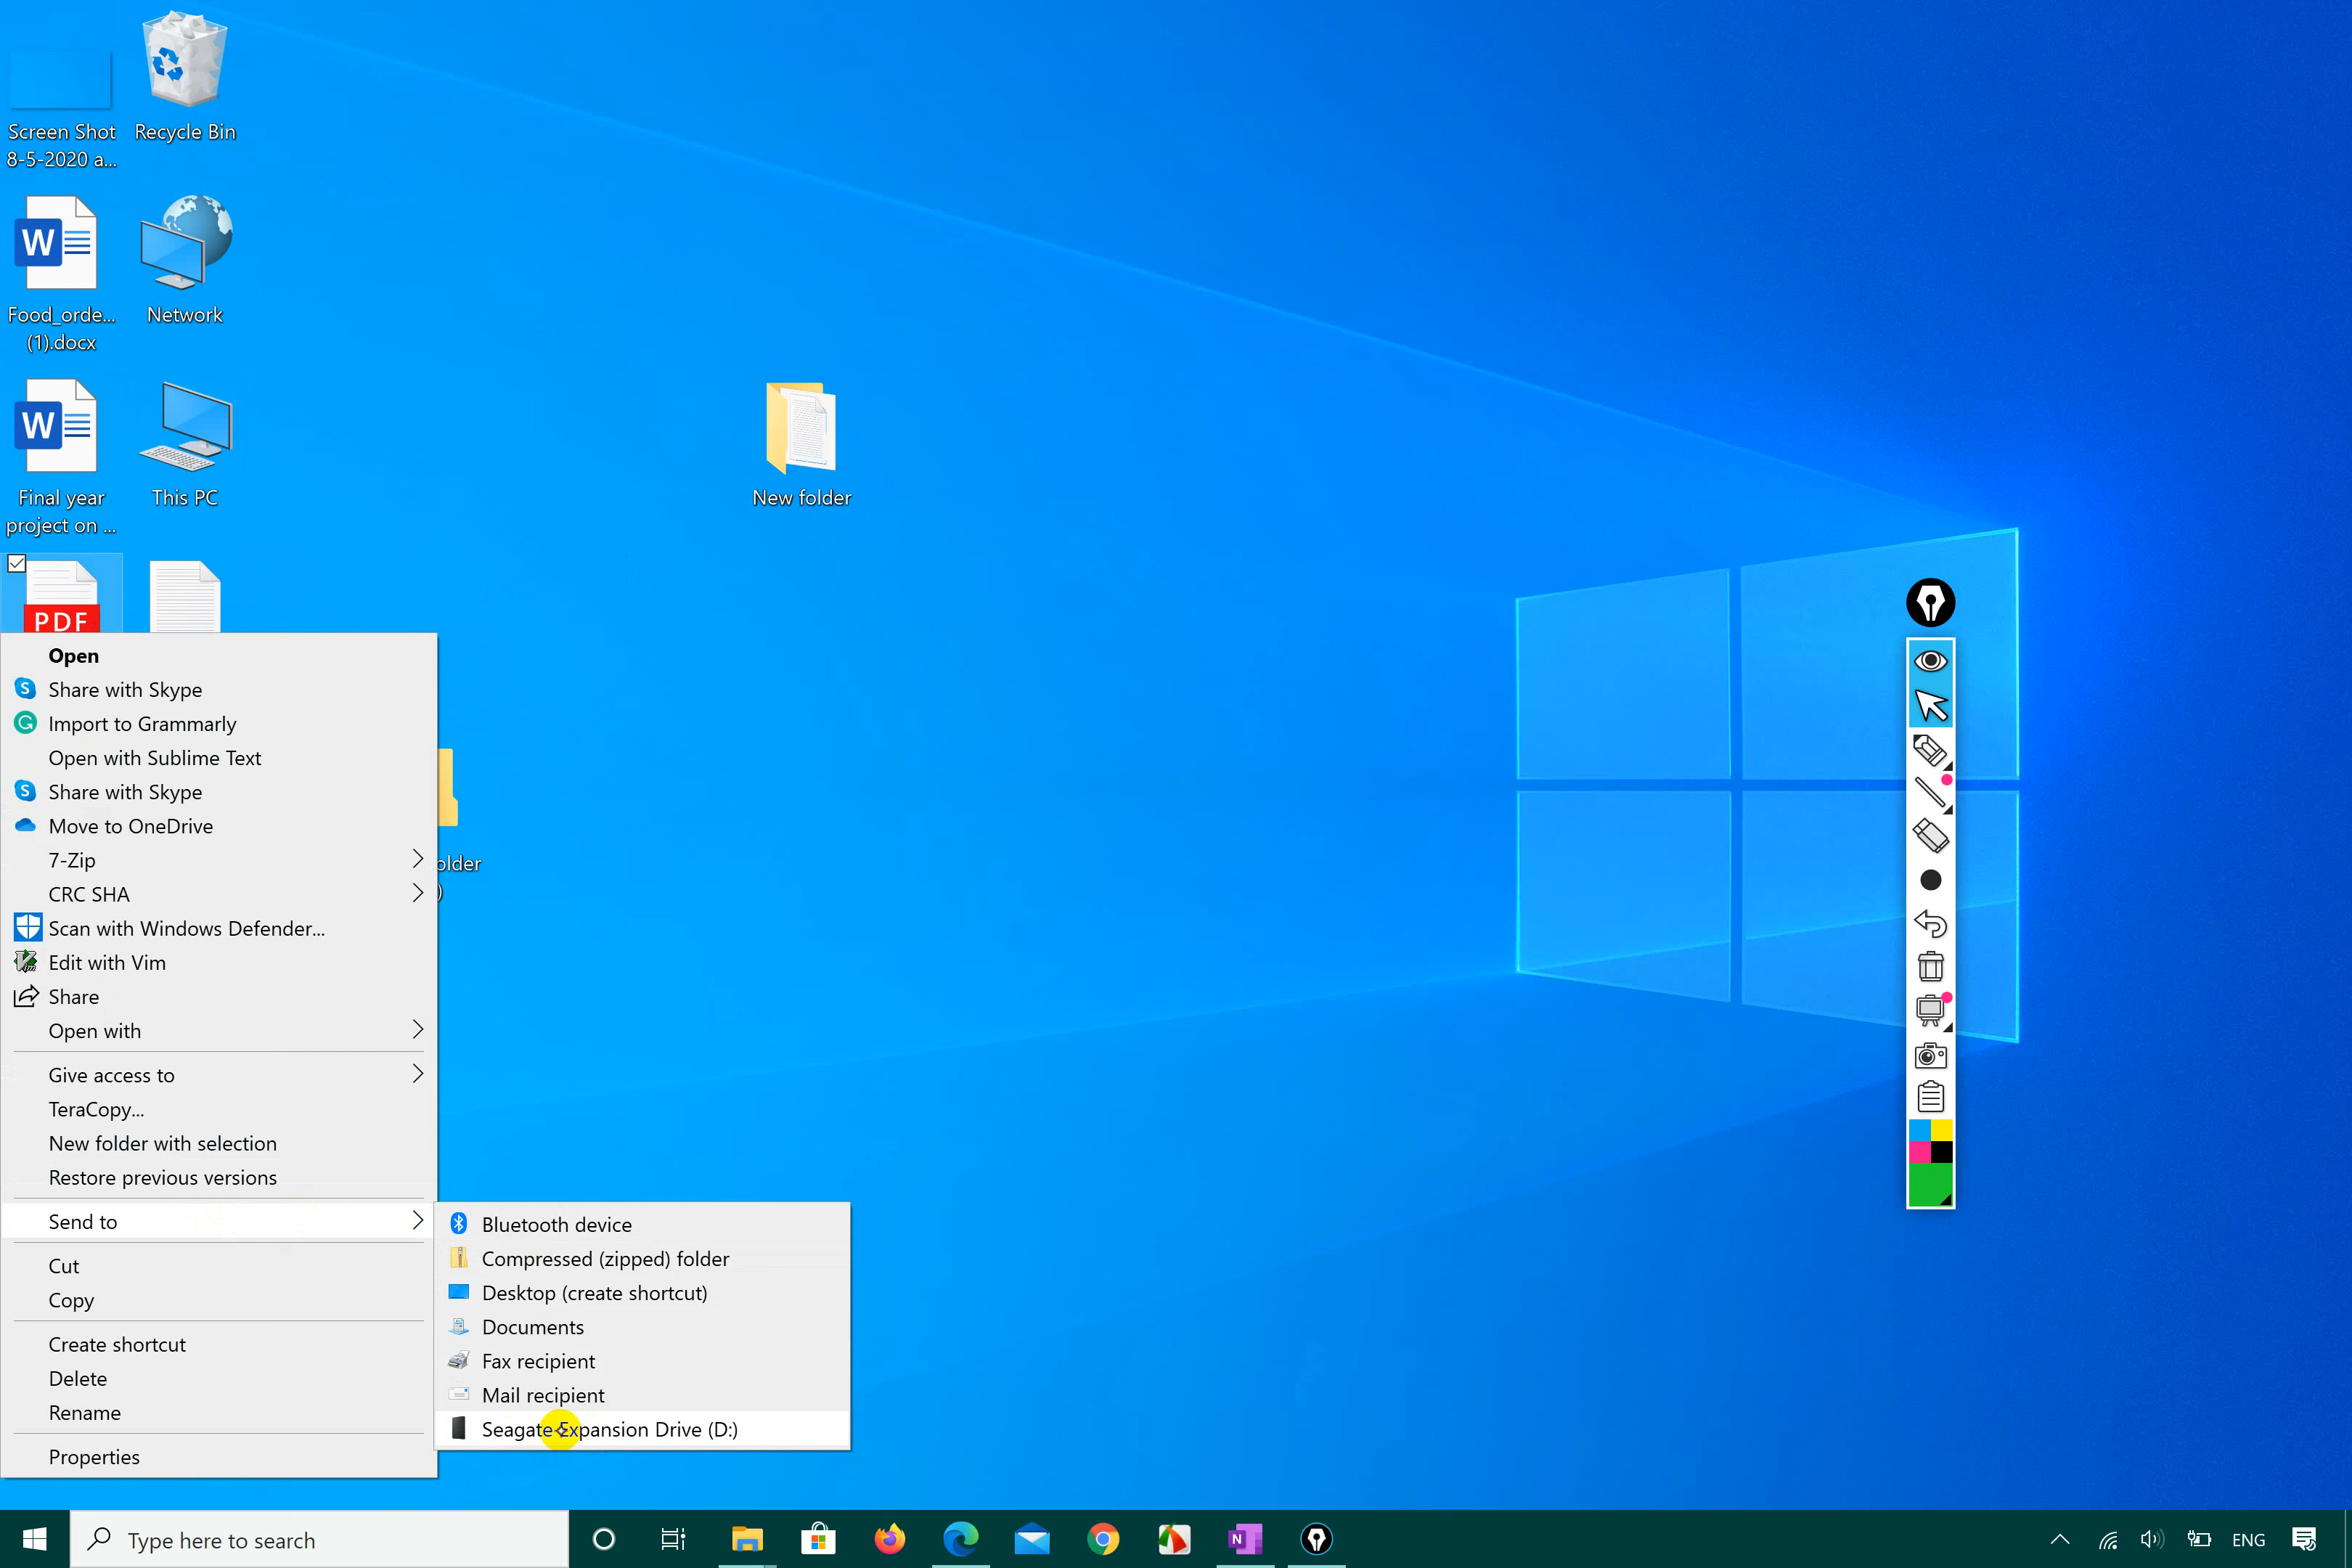 Screen Shot
8-5-2020 a...
Recycle Bin
W
Food_orde...
(1).docx
Network
W
Final year
project on ...
This PC
New folder
PDF
Open
S Share with Skype
G Import to Grammarly
Open with Sublime Text
S Share with Skype
Move to OneDrive
7-Zip
older
CRC SHA
)
Scan with Windows Defender...
Edit with Vim
Share
Open with
Give access to
TeraCopy...
New folder with selection
Restore previous versions
Send to
Cut
Copy
Create shortcut
Delete
Rename
Properties
Bluetooth device
Compressed (zipped) folder
Desktop (create shortcut)
Documents
Fax recipient
Mail recipient
Seagate Expansion Drive (D:)
Type here to search
N
ENG